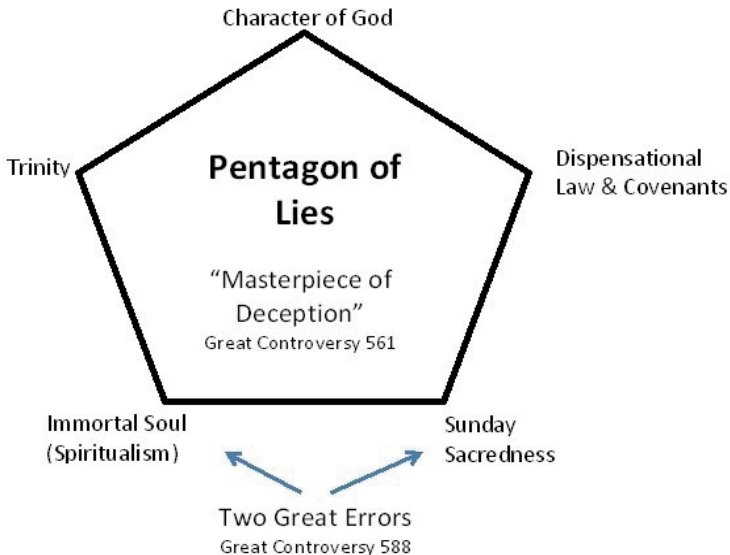 Character of God
Trinity
Dispensational
Law & Covenants
Pentagon of
Lies
“Masterpiece of
Deception”
Great Controversy 561
Immortal Soul
(Spiritualism)
Sunday
Sacredness
Two Great Errors
Great Controversy 588